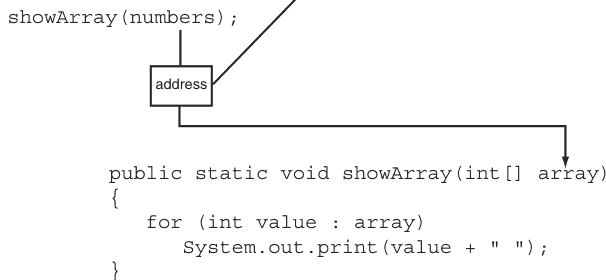 showArray(numbers);
address
public static void showArray(int[] array)
{
for (int value : array)
System.out.print(value + " ");
}